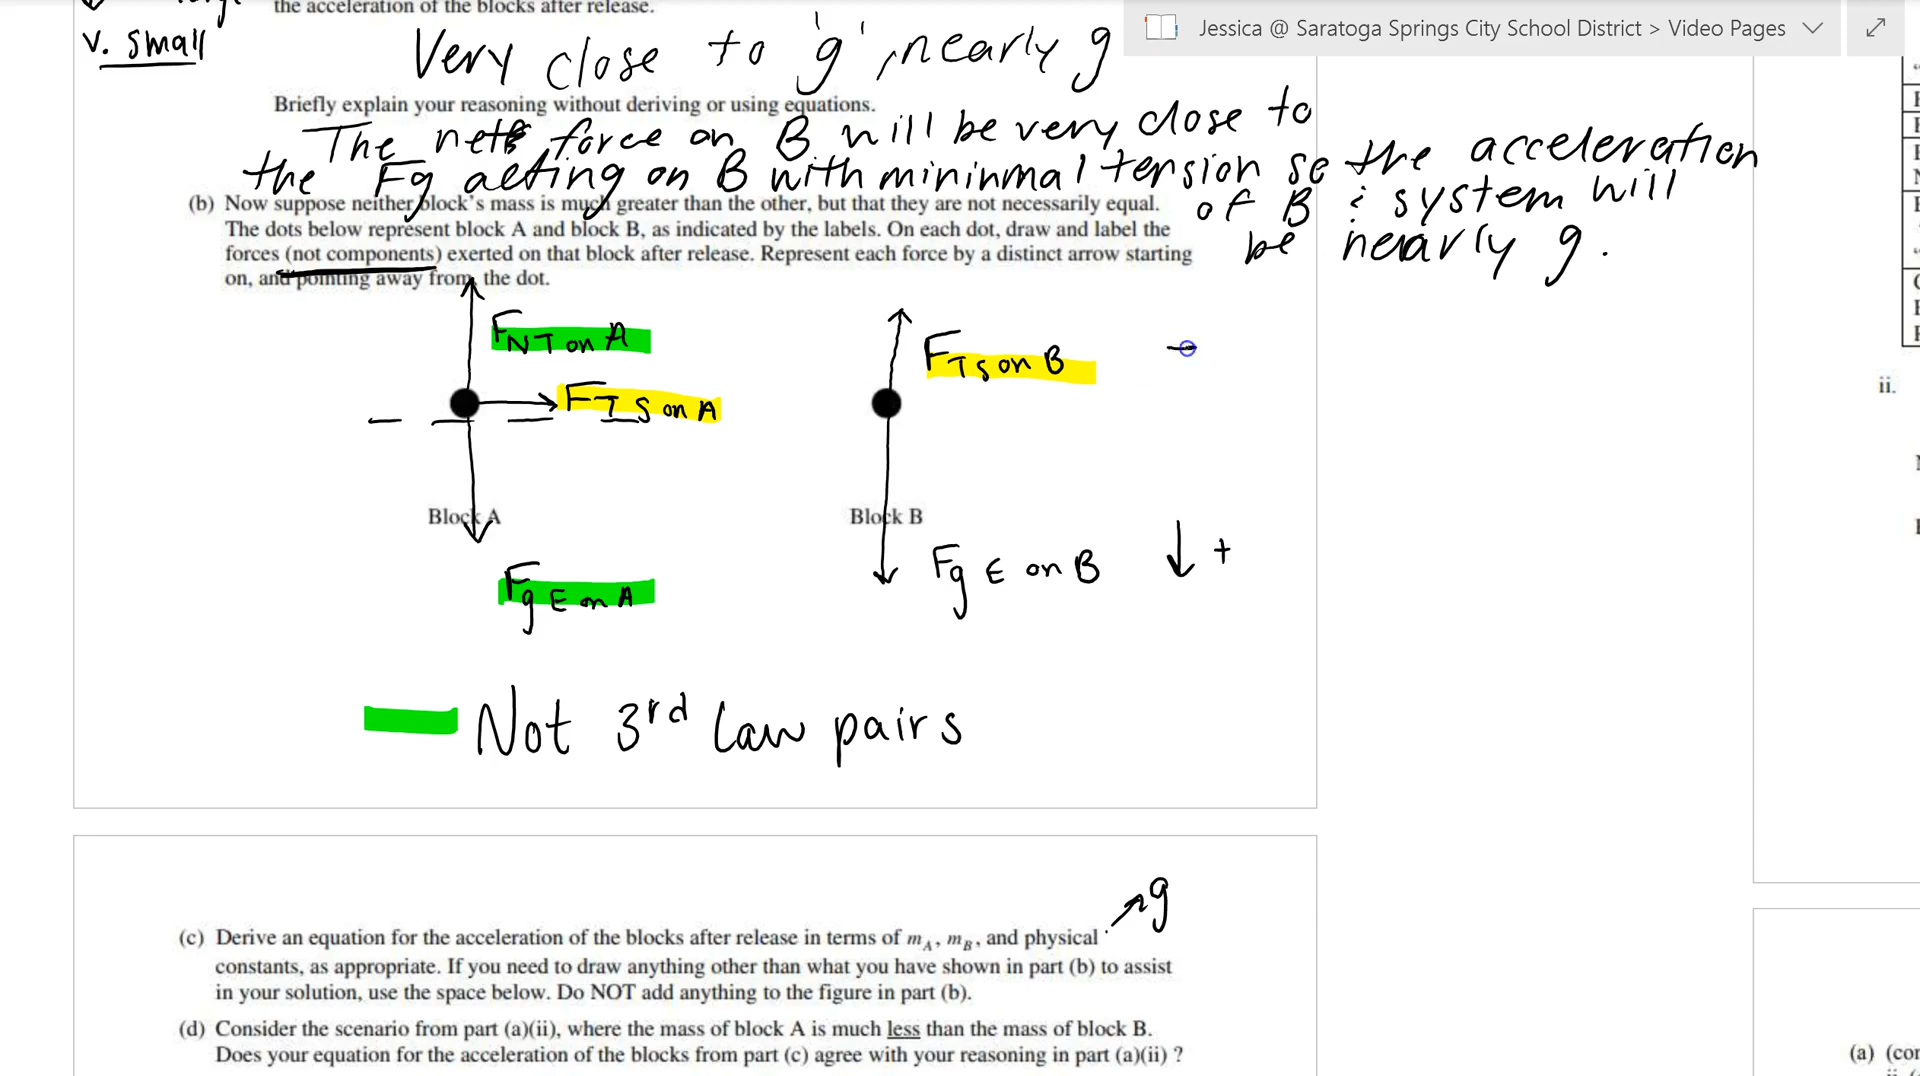 the acceleration of the blocks after release.
Jessica @ Saratoga Springs City School District > Video Pages
v. small
Very close to 'g', nearly g
Briefly explain your reasoning without deriving or using equations.
The net force on B will be very close to
the Fg acting on B with mininmal tension so the acceleration
of B & system will
be nearly g.
(b) Now suppose neither block's mass is much greater than the other, but that they are not necessarily equal.
The dots below represent block A and block B, as indicated by the labels. On each dot, draw and label the
forces (not components) exerted on that block after release. Represent each force by a distinct arrow starting
on, and pointing away from, the dot.
F NT on A
F TS on B
F TS on A
ii.
Block A
Block B
Fg E on A
Fg E on B
+
Not 3rd Law pairs
g
(c) Derive an equation for the acceleration of the blocks after release in terms of mA, mB, and physical
constants, as appropriate. If you need to draw anything other than what you have shown in part (b) to assist
in your solution, use the space below. Do NOT add anything to the figure in part (b).
(d) Consider the scenario from part (a)(ii), where the mass of block A is much less than the mass of block B.
Does your equation for the acceleration of the blocks from part (c) agree with your reasoning in part (a)(ii) ?
(a) (con